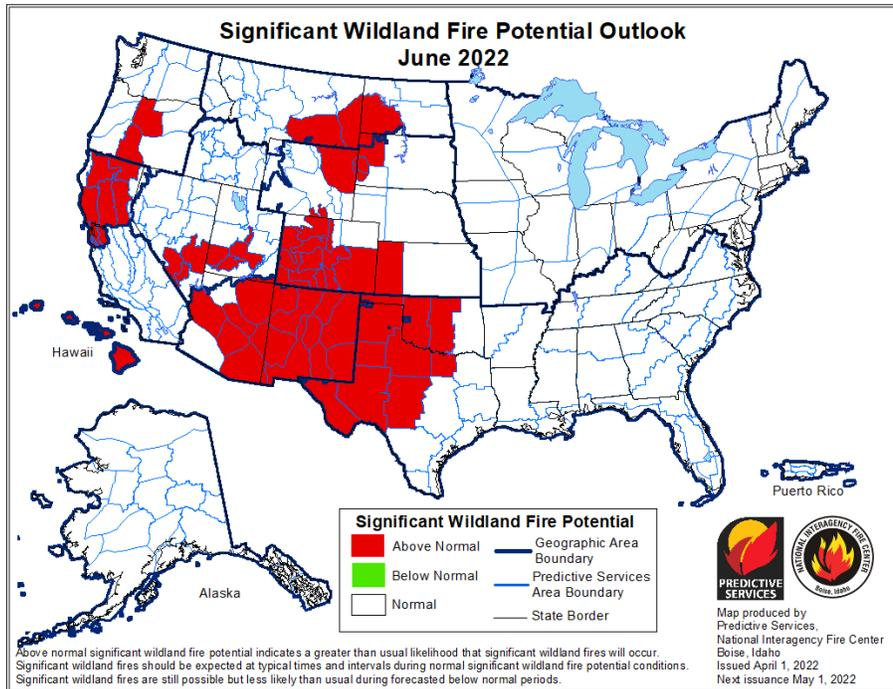 Significant Wildland Fire Potential Outlook
June 2022
Hawaii
Alaska
Puerto Rico
Significant Wildland Fire Potential
Above Normal
Below Normal
Normal
Geographic Area
Boundary
Predictive Services
Area Boundary
State Border
PREDICTIVE
SERVICES
NATIONAL INTERAGENCY FIRE CENTER
Boise, Idaho
Map produced by
Predictive Services,
National Interagency Fire Center
Boise, Idaho
Issued April 1, 2022
Next issuance May 1, 2022
Above normal significant wildland fire potential indicates a greater than usual likelihood that significant wildland fires will occur.
Significant wildland fires should be expected at typical times and intervals during normal significant wildland fire potential conditions.
Significant wildland fires are still possible but less likely than usual during forecasted below normal periods.